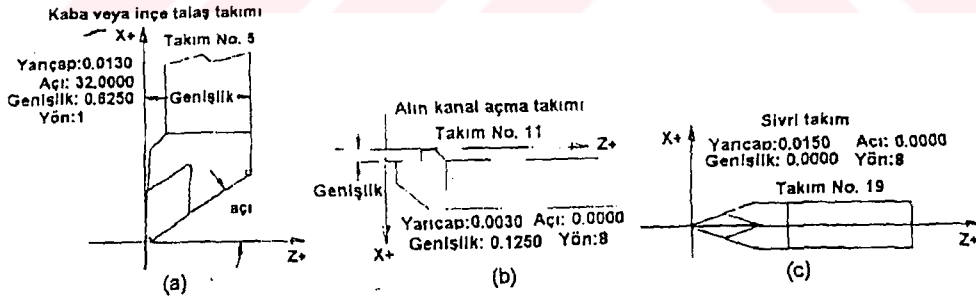 Kaba veya inçe talaş takımı
X+
Takım No. 5
Yarıçap:0.0130
Açı: 32.0000
Genişlik: 0.6250
Yön:1
Genişlik
açı
Z+
(a)
Alın kanal açma takımı
Takım No. 11
Z+
Genişlik
Yarıcap:0.0030 Açı: 0.0000
Genişlik: 0.1250 Yön:8
X+
(b)
Sivri takım
X+
Yarıcap:0.0150 Açı: 0.0000
Genişlik: 0.0000 Yön:8
Takım No. 19
Z+
(c)